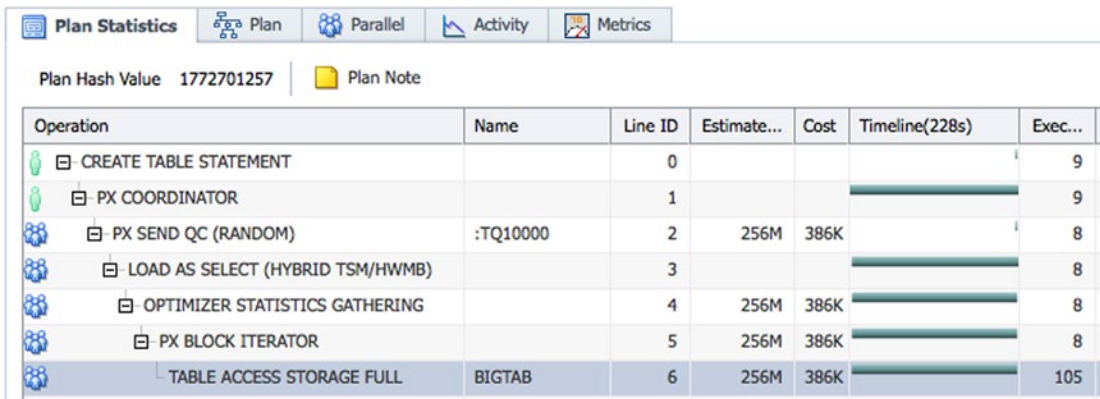 Plan Statistics Plan Parallel Activity Metrics
Plan Hash Value 1772701257 Plan Note
Operation Name Line ID Estimate... Cost Timeline(228s) Exec...
CREATE TABLE STATEMENT 0 9
PX COORDINATOR 1 9
PX SEND QC (RANDOM) :TQ10000 2 256M 386K 8
LOAD AS SELECT (HYBRID TSM/HWMB) 3 8
OPTIMIZER STATISTICS GATHERING 4 256M 386K 8
PX BLOCK ITERATOR 5 256M 386K 8
TABLE ACCESS STORAGE FULL BIGTAB 6 256M 386K 105